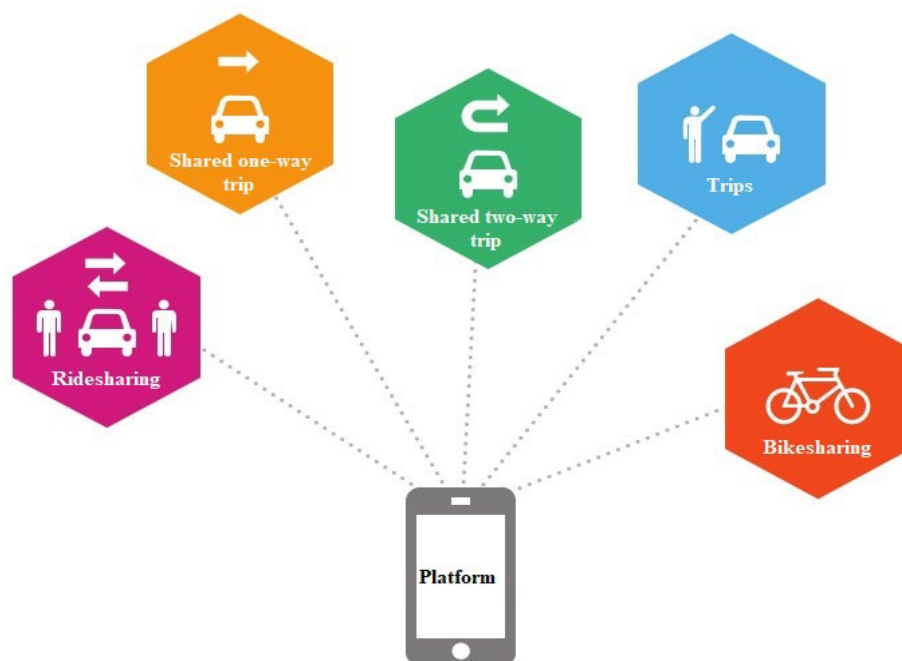 Shared one-way
trip
Shared two-way
trip
Trips
Ridesharing
Bikesharing
Platform